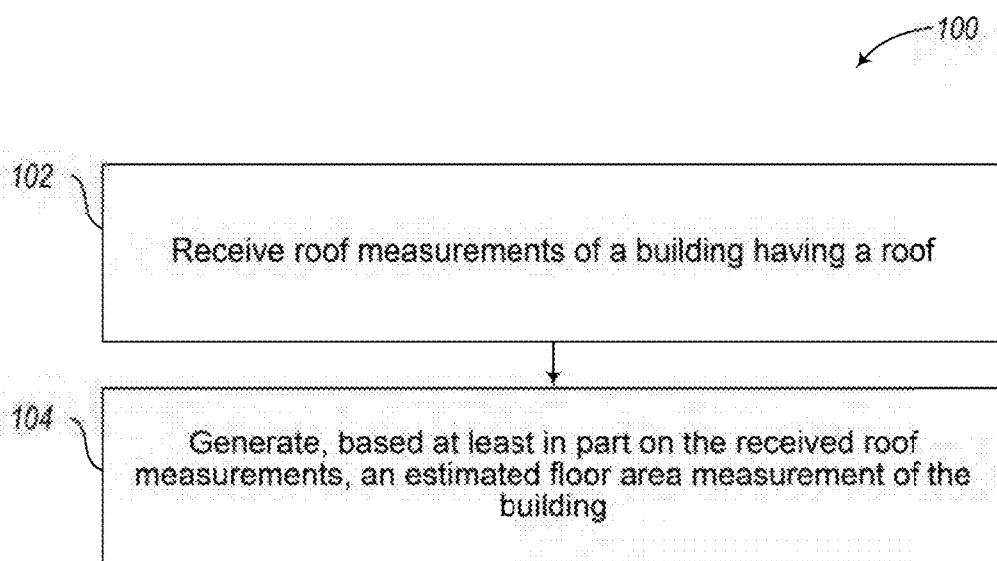 100
102
Receive roof measurements of a building having a roof
104
Generate, based at least in part on the received roof
measurements, an estimated floor area measurement of the
building